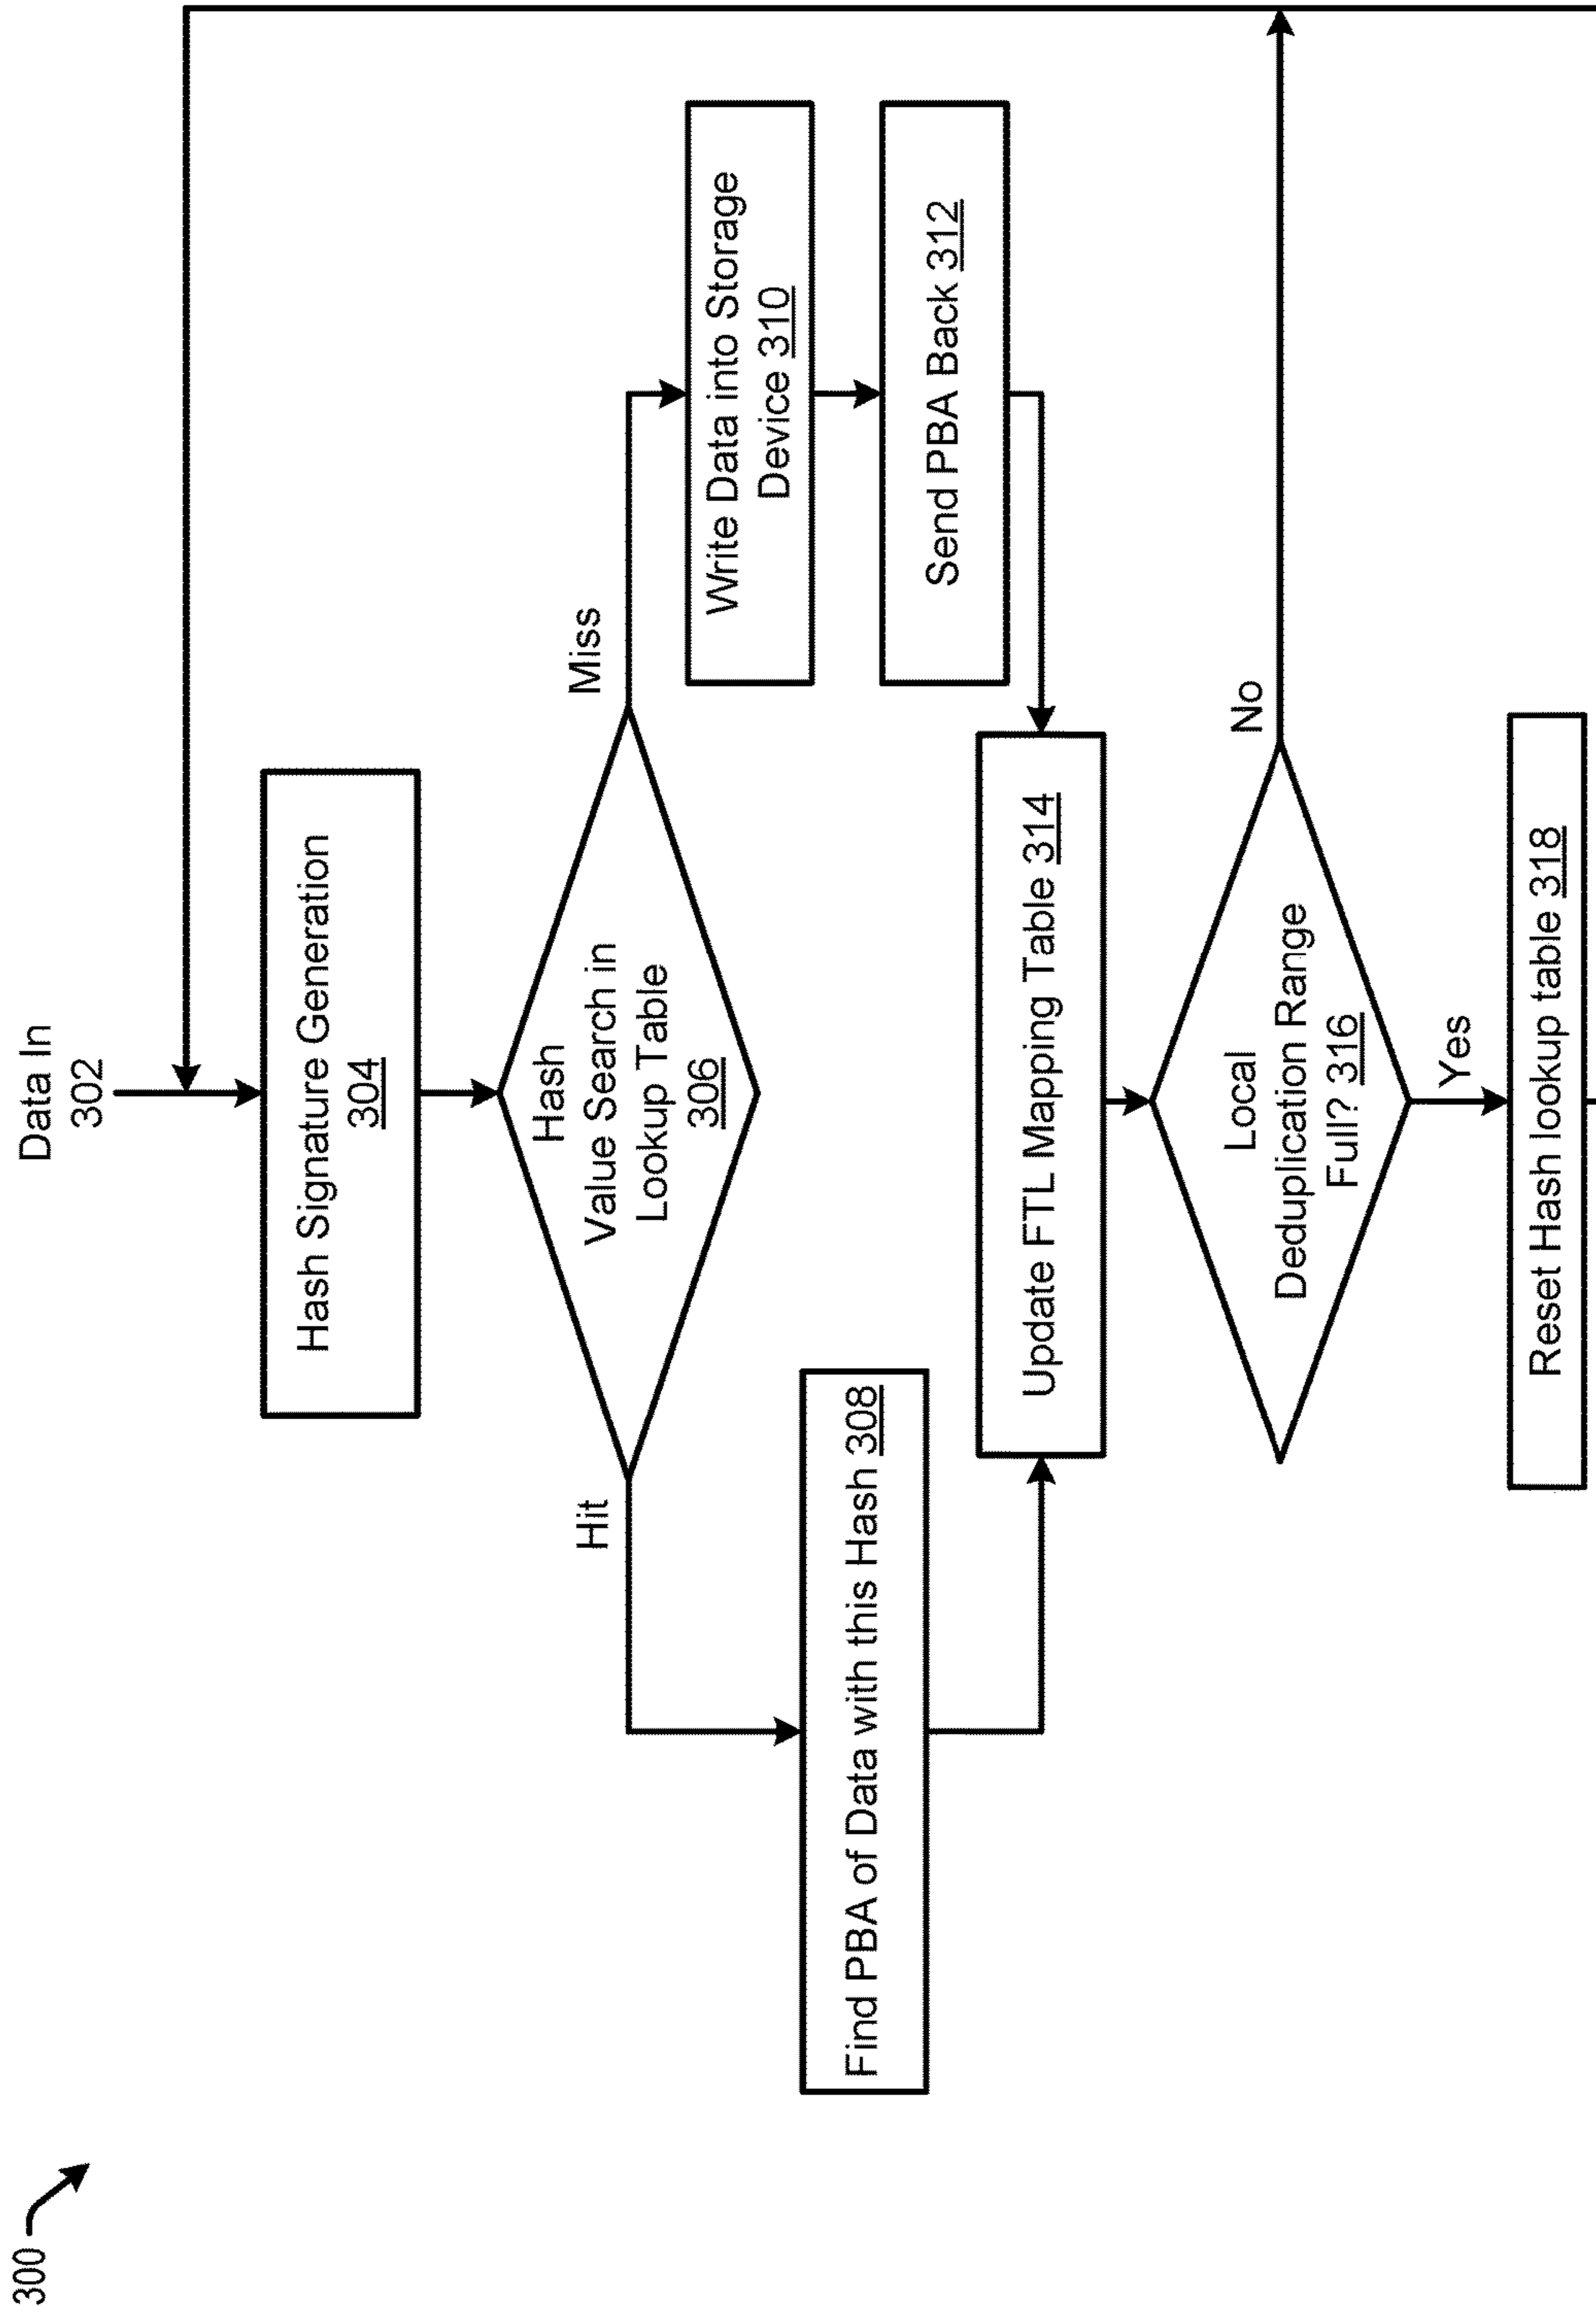 300
Data In
302
Hash Signature Generation
304
Hash
Value Search in
Lookup Table
306
Hit
Miss
Find PBA of Data with this Hash 308
Write Data into Storage
Device 310
Send PBA Back 312
Update FTL Mapping Table 314
Local
Deduplication Range
Full? 316
No
Yes
Reset Hash lookup table 318